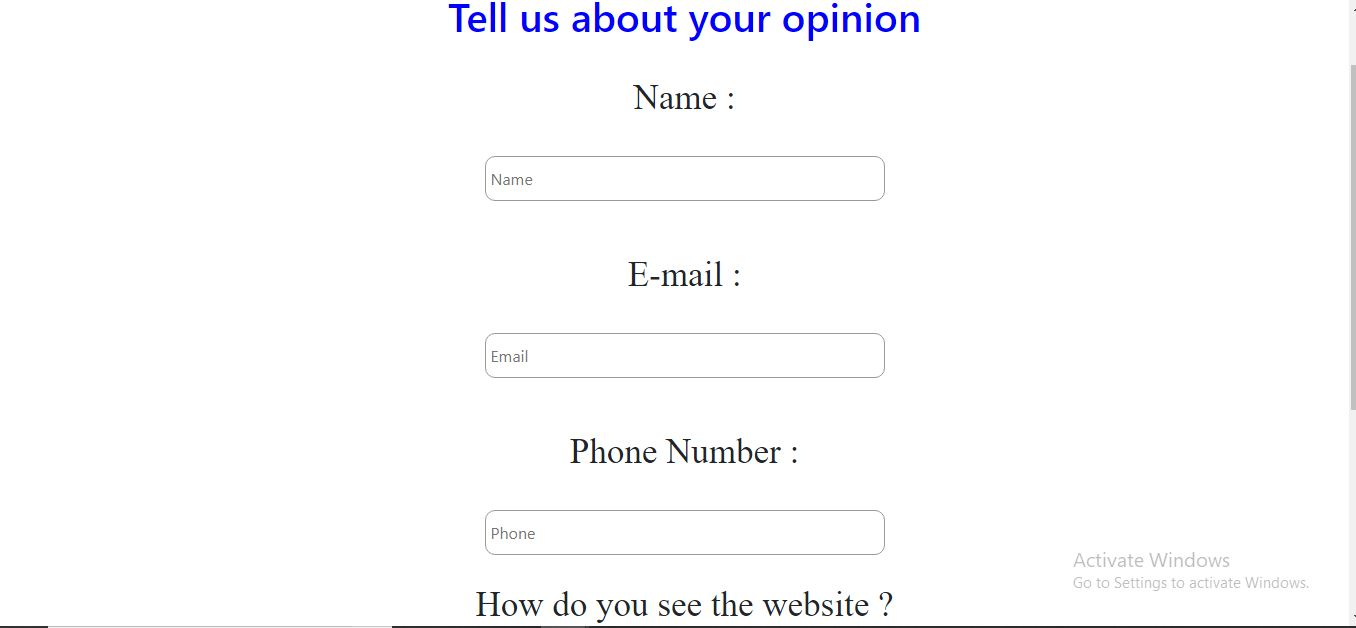 Tell us about your opinion
Name :
Name
E-mail :
Email
Phone Number :
Phone
Activate Windows
Go to Settings to activate Windows.
How do you see the website ?